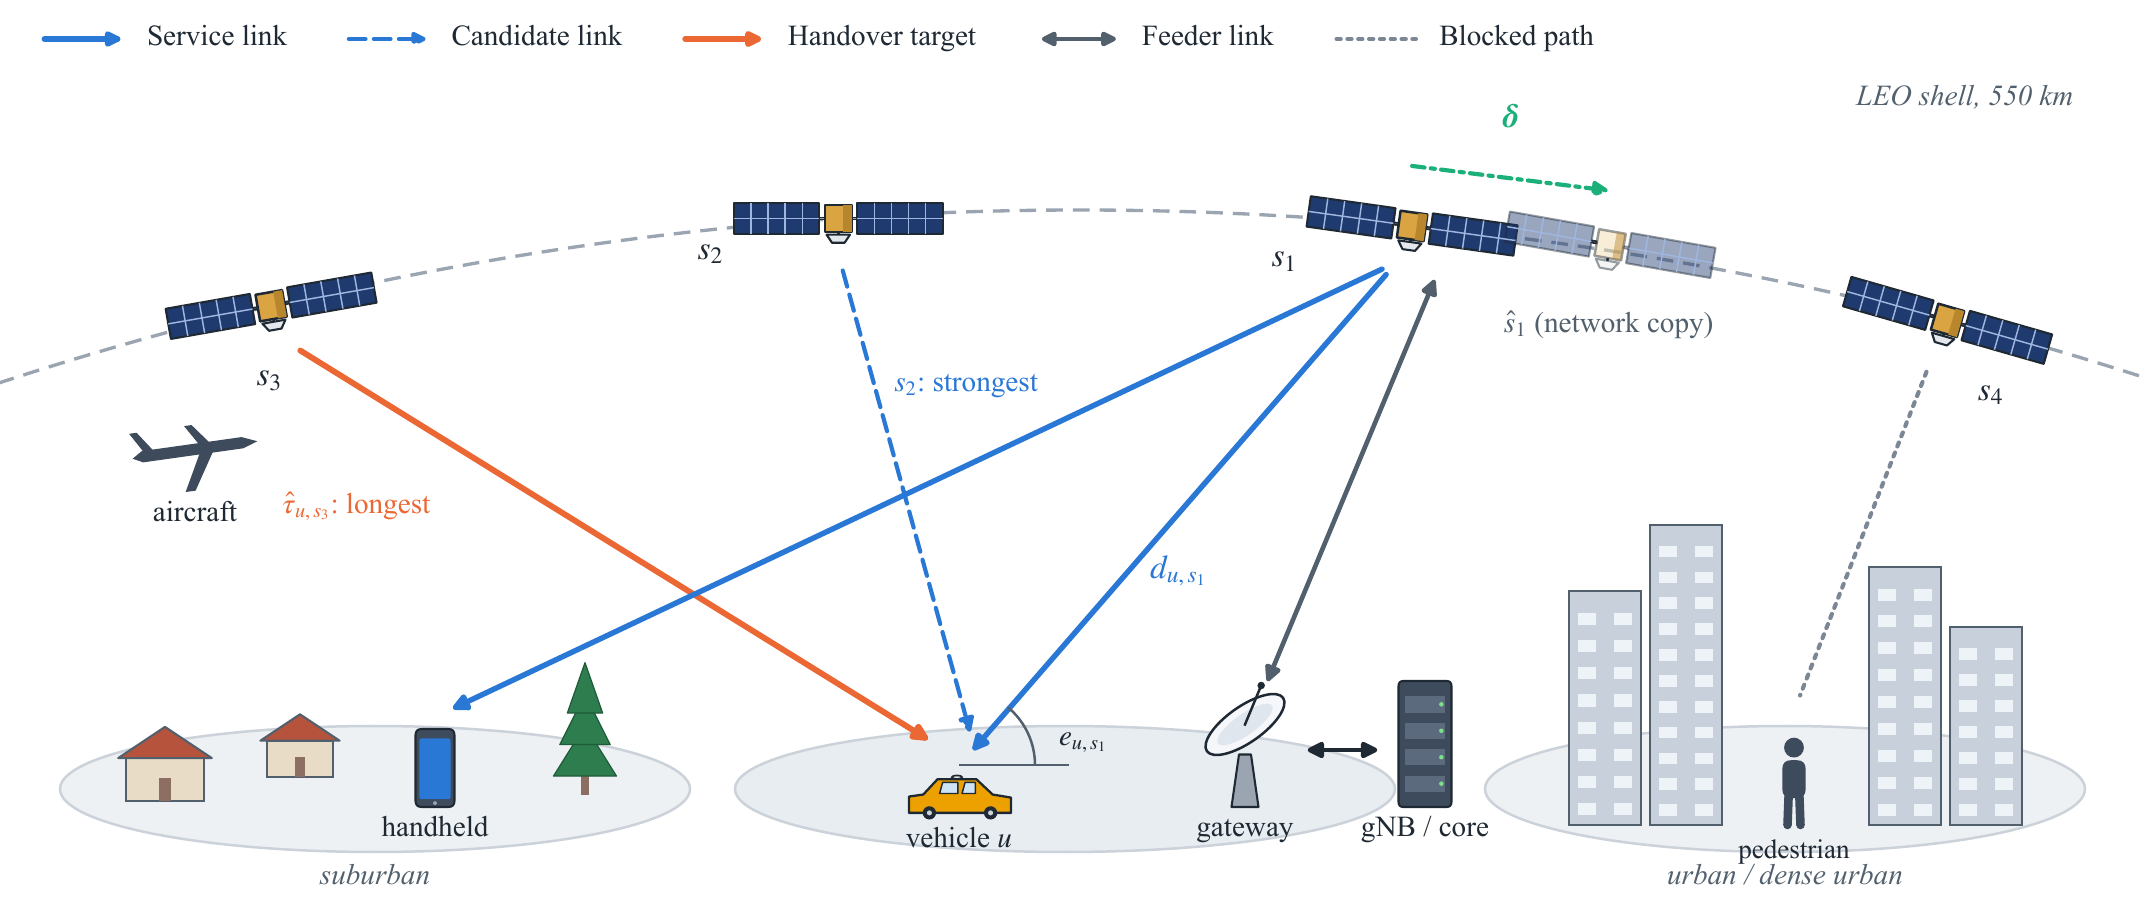 Service link
Candidate link
Handover target
Feeder link
Blocked path
LEO shell, 550 km
δ
s₂
s₁
s₃
ŝ₁ (network copy)
s₄
s₂: strongest
aircraft
τ̂ᵤ,ₛ₃: longest
dᵤ,ₛ₁
eᵤ,ₛ₁
handheld
vehicle u
gateway
gNB / core
pedestrian
suburban
urban / dense urban